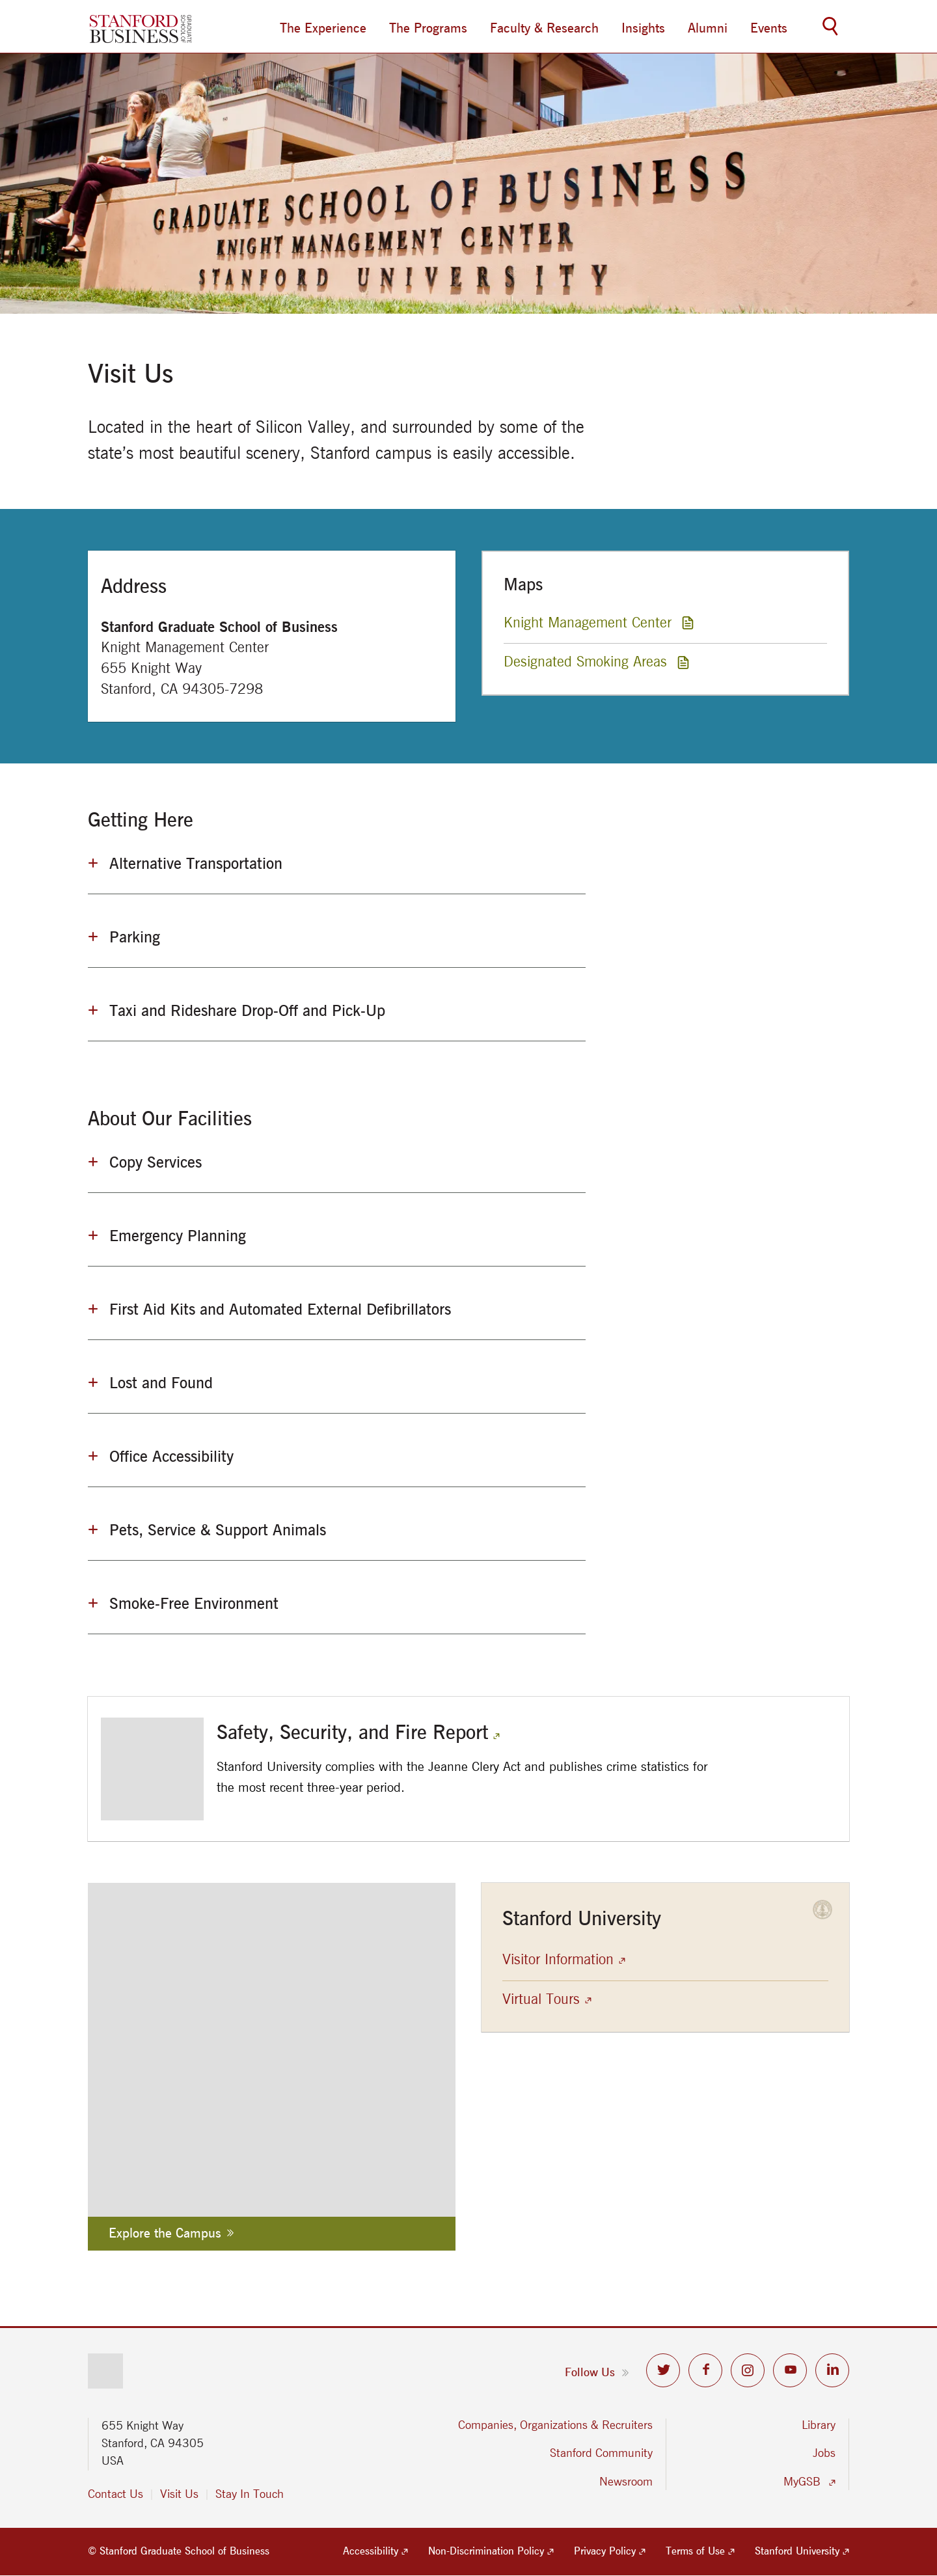 STANFORD
BUSINESS
GRADUATE
SCHOOL OF
The Experience
The Programs
Faculty & Research
Insights
Alumni
Events
GRADUATE SCHOOL OF BUSINESS
KNIGHT MANAGEMENT CENTER
STANFORD UNIVERSITY
Visit Us
Located in the heart of Silicon Valley, and surrounded by some of the
state’s most beautiful scenery, Stanford campus is easily accessible.
Address
Stanford Graduate School of Business
Knight Management Center
655 Knight Way
Stanford, CA 94305-7298
Maps
Knight Management Center
Designated Smoking Areas
Getting Here
+ Alternative Transportation
+ Parking
+ Taxi and Rideshare Drop-Off and Pick-Up
About Our Facilities
+ Copy Services
+ Emergency Planning
+ First Aid Kits and Automated External Defibrillators
+ Lost and Found
+ Office Accessibility
+ Pets, Service & Support Animals
+ Smoke-Free Environment
Safety, Security, and Fire Report
Stanford University complies with the Jeanne Clery Act and publishes crime statistics for
the most recent three-year period.
Explore the Campus »
Stanford University
Visitor Information
Virtual Tours
Follow Us »
655 Knight Way
Stanford, CA 94305
USA
Contact Us | Visit Us | Stay In Touch
Companies, Organizations & Recruiters
Stanford Community
Newsroom
Library
Jobs
MyGSB
© Stanford Graduate School of Business
Accessibility
Non-Discrimination Policy
Privacy Policy
Terms of Use
Stanford University